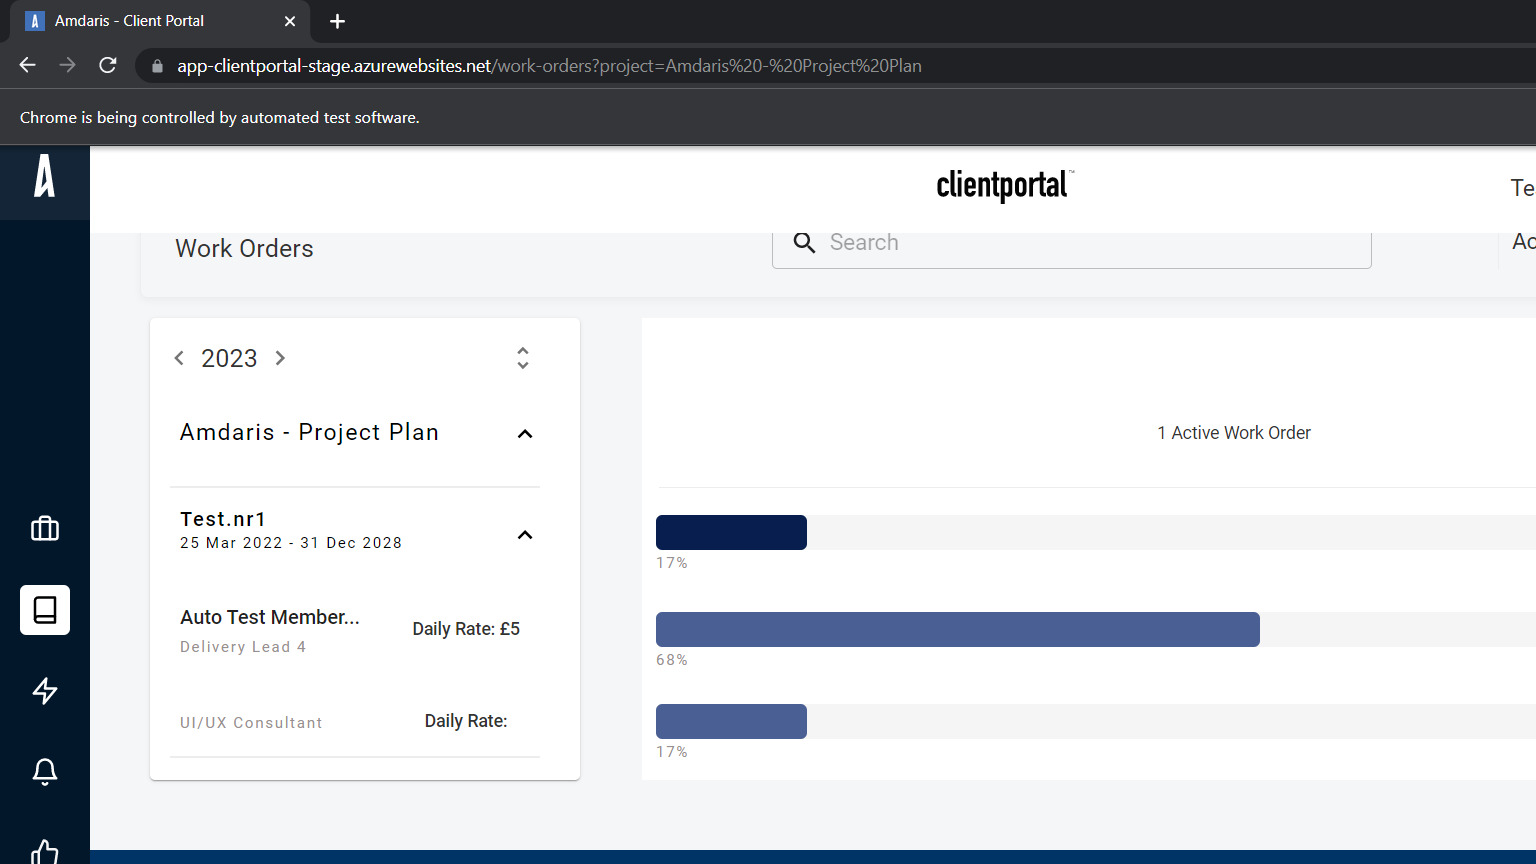 Amdaris - Client Portal
app-clientportal-stage.azurewebsites.net/work-orders?project=Amdaris%20-%20Project%20Plan
Chrome is being controlled by automated test software.
clientportal™
Te
Work Orders
Search
Ac
2023
Amdaris - Project Plan
1 Active Work Order
Test.nr1
25 Mar 2022 - 31 Dec 2028
17%
Auto Test Member...
Daily Rate: £5
Delivery Lead 4
68%
UI/UX Consultant
Daily Rate:
17%